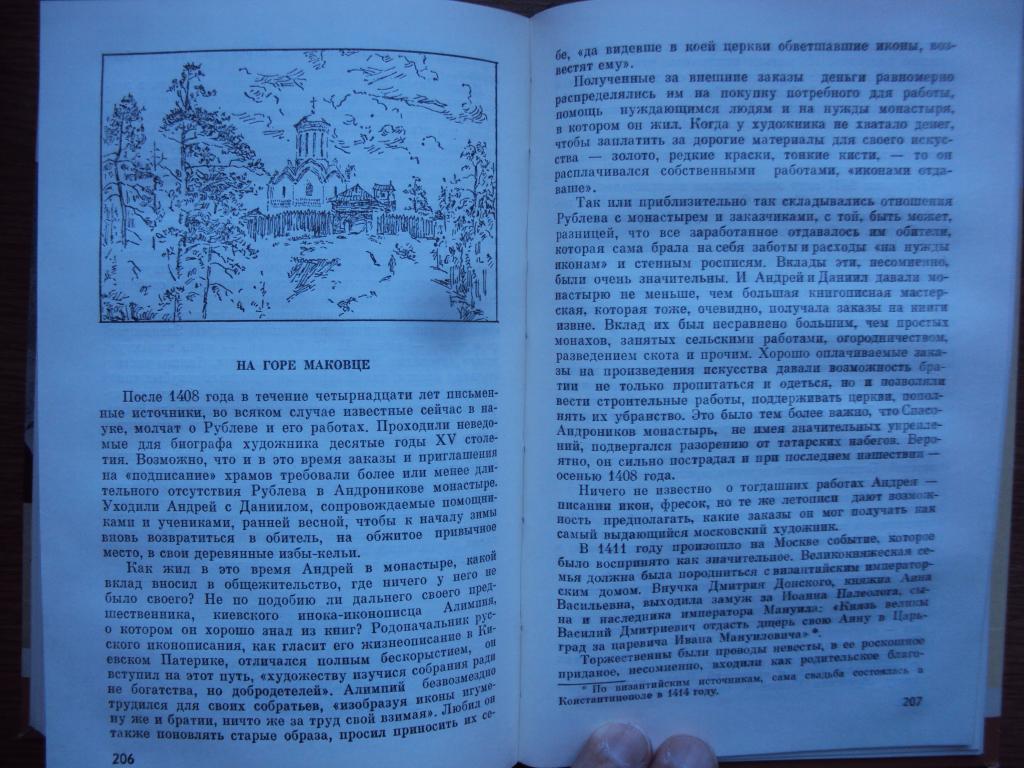 НА ГОРЕ МАКОВЦЕ
После 1408 года в течение четырнадцати лет письмен-
ные источники, во всяком случае известные сейчас в на-
уке, молчат о Рублеве и его работах. Проходили неведо-
мые для биографа художника десятые годы XV столе-
тия. Возможно, что и в это время заказы и приглашения
на «подписание» храмов требовали более или менее дли-
тельного отсутствия Рублева в Андрониковe монастыре.
Уходили Андрей с Даниилом, сопровождаемые помощни-
ками и учениками, ранней весной, чтобы к началу зимы
вновь возвратиться в обитель, на обжитое привычное
место, в свои деревянные избы-кельи.
Как жил в это время Андрей в монастыре, какой
вклад вносил в общежительство, где ничего у него не
было своего? Не по подобию ли дальнего своего пред-
шественника, киевского инока-иконописца Алимпия,
о котором он хорошо знал из книг? Родоначальник рус-
ского иконописания, как гласит его жизнеописание в Ки-
евском Патерике, отличался полным бескорыстием, он
вступил на этот путь, «художеству изучися собрания ради
не богатства, но добродетелей». Алимпий безвозмездно
трудился для своих собратьев, «изобразуя иконы игуме-
ну же и братии, ничто же за труд свой взимая». Любил он
также поновлять старые образа, просил приносить их се-
206
бе, «да видевше в коей церкви обветшавшие иконы, воз-
вестят ему».
Полученные за внешние заказы деньги равномерно
распределялись им на покупку потребного для работы,
помощь нуждающимся людям и на нужды монастыря,
в котором он жил. Когда у художника не хватало денег,
чтобы заплатить за дорогие материалы для своего искус-
ства — золото, редкие краски, тонкие кисти, — то он
расплачивался собственными работами, «иконами отда-
ваше».
Так или приблизительно так складывались отношения
Рублева с монастырем и заказчиками, с той, быть может,
разницей, что все заработанное отдавалось им обители,
которая сама брала на себя заботы и расходы «на нужды
иконам» и стенным росписям. Вклады эти, несомненно,
были очень значительны. И Андрей и Даниил давали мо-
настырю не меньше, чем большая книгописная мастер-
ская, которая тоже, очевидно, получала заказы на книги
извне. Вклад их был несравнено большим, чем простых
монахов, занятых сельскими работами, огородничеством,
разведением скота и прочим. Хорошо оплачиваемые зака-
зы на произведения искусства давали возможность бра-
тии не только пропитаться и одеться, но и позволяли
вести строительные работы, поддерживать церкви, попол-
нять их убранство. Это было тем более важно, что Спасо-
Андроников монастырь, не имея значительных укрепле-
ний, подвергался разорению от татарских набегов. Веро-
ятно, он сильно пострадал и при последнем нашествии —
осенью 1408 года.
Ничего не известно о тогдашних работах Андрея —
писании икон, фресок, но те же летописи дают возмож-
ность предполагать, какие заказы он мог получать как
самый выдающийся московский художник.
В 1411 году произошло на Москве событие, которое
было воспринято как значительное. Великокняжеская се-
мья должна была породниться с византийским император-
ским домом. Внучка Дмитрия Донского, княжна Анна
Васильевна, выходила замуж за Иоанна Палеолога, сы-
на и наследника императора Мануила: «Князь великы
Василий Дмитриевич отдасть дщерь свою Анну в Царь-
град за царевича Ивана Мануиловича»*.
Торжественны были проводы невесты, в ее роскошное
приданое, несомненно, входили как родительское благо-
* По византийским источникам, сама свадьба состоялась в
Константинополе в 1414 году.
207